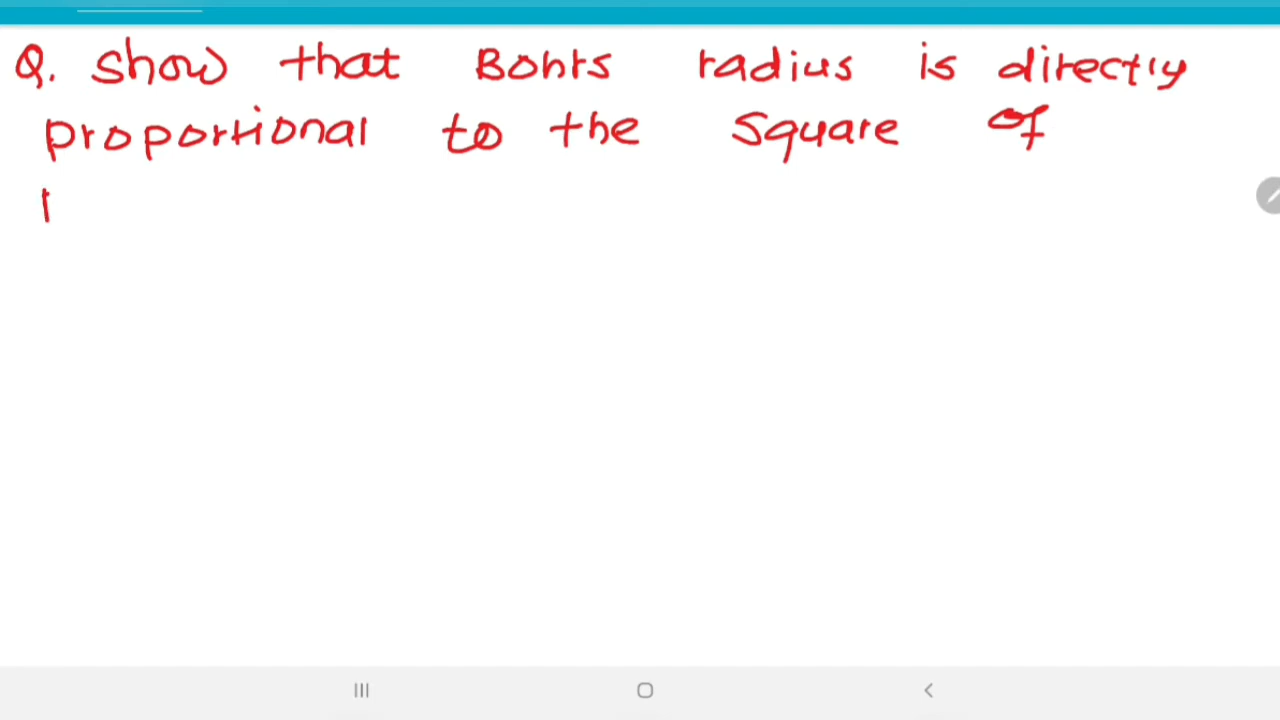 Q. Show that Bohrs radius is directly
proportional to the square of